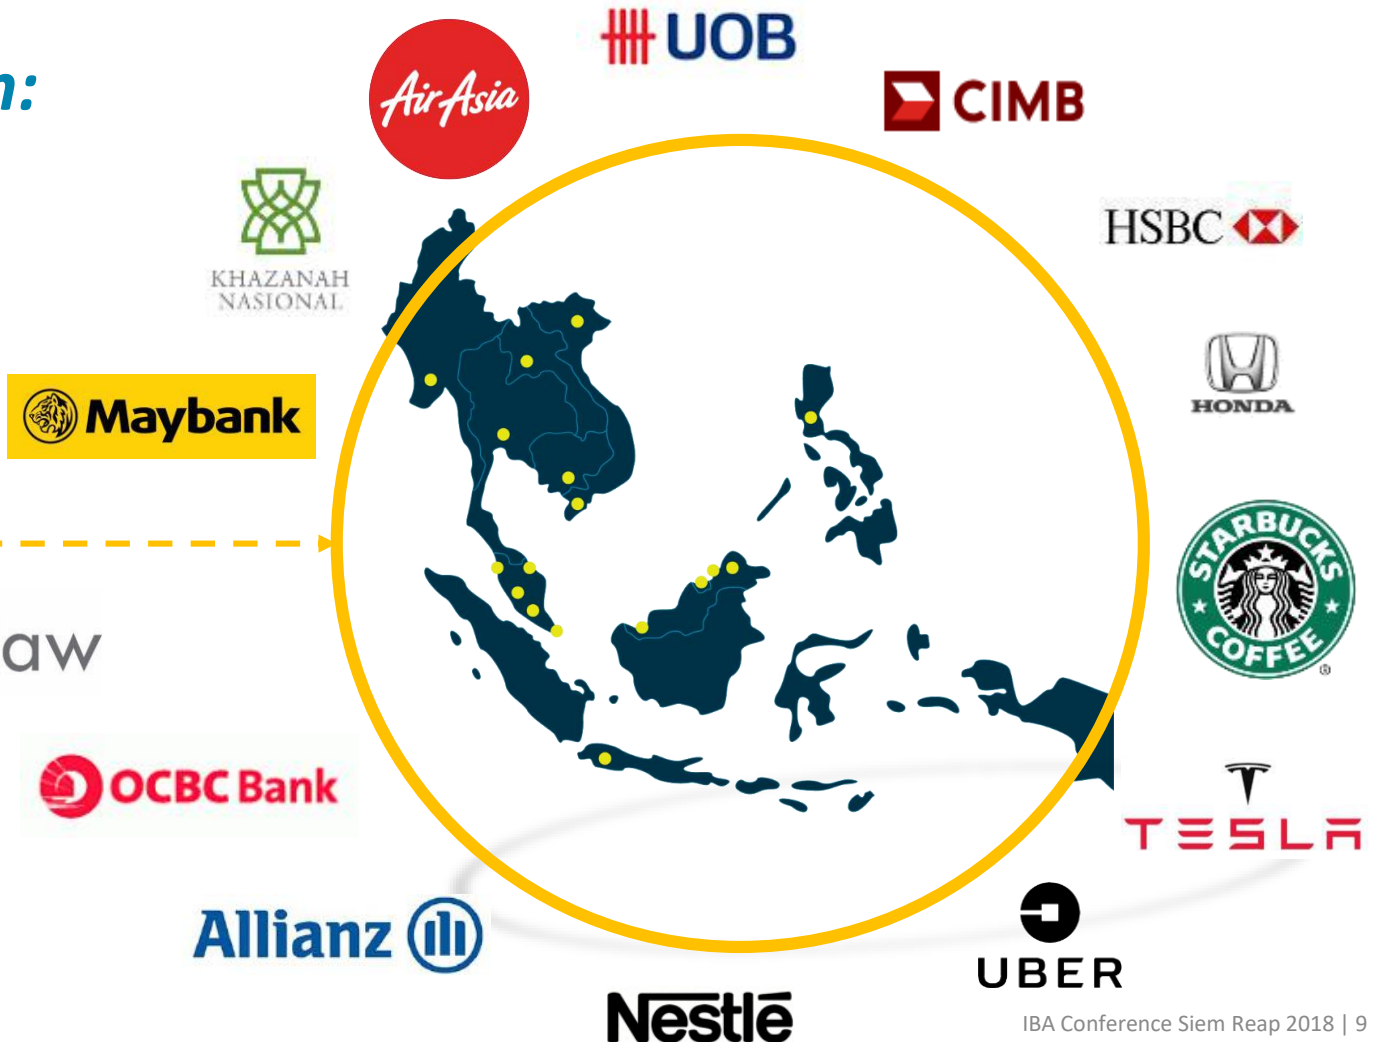 n:
UOB
AirAsia
CIMB
KHAZANAH
NASIONAL
HSBC
HONDA
Maybank
STARBUCKS
COFFEE
®
aw
OCBC Bank
TESLA
Allianz
UBER
Nestlé
IBA Conference Siem Reap 2018 | 9